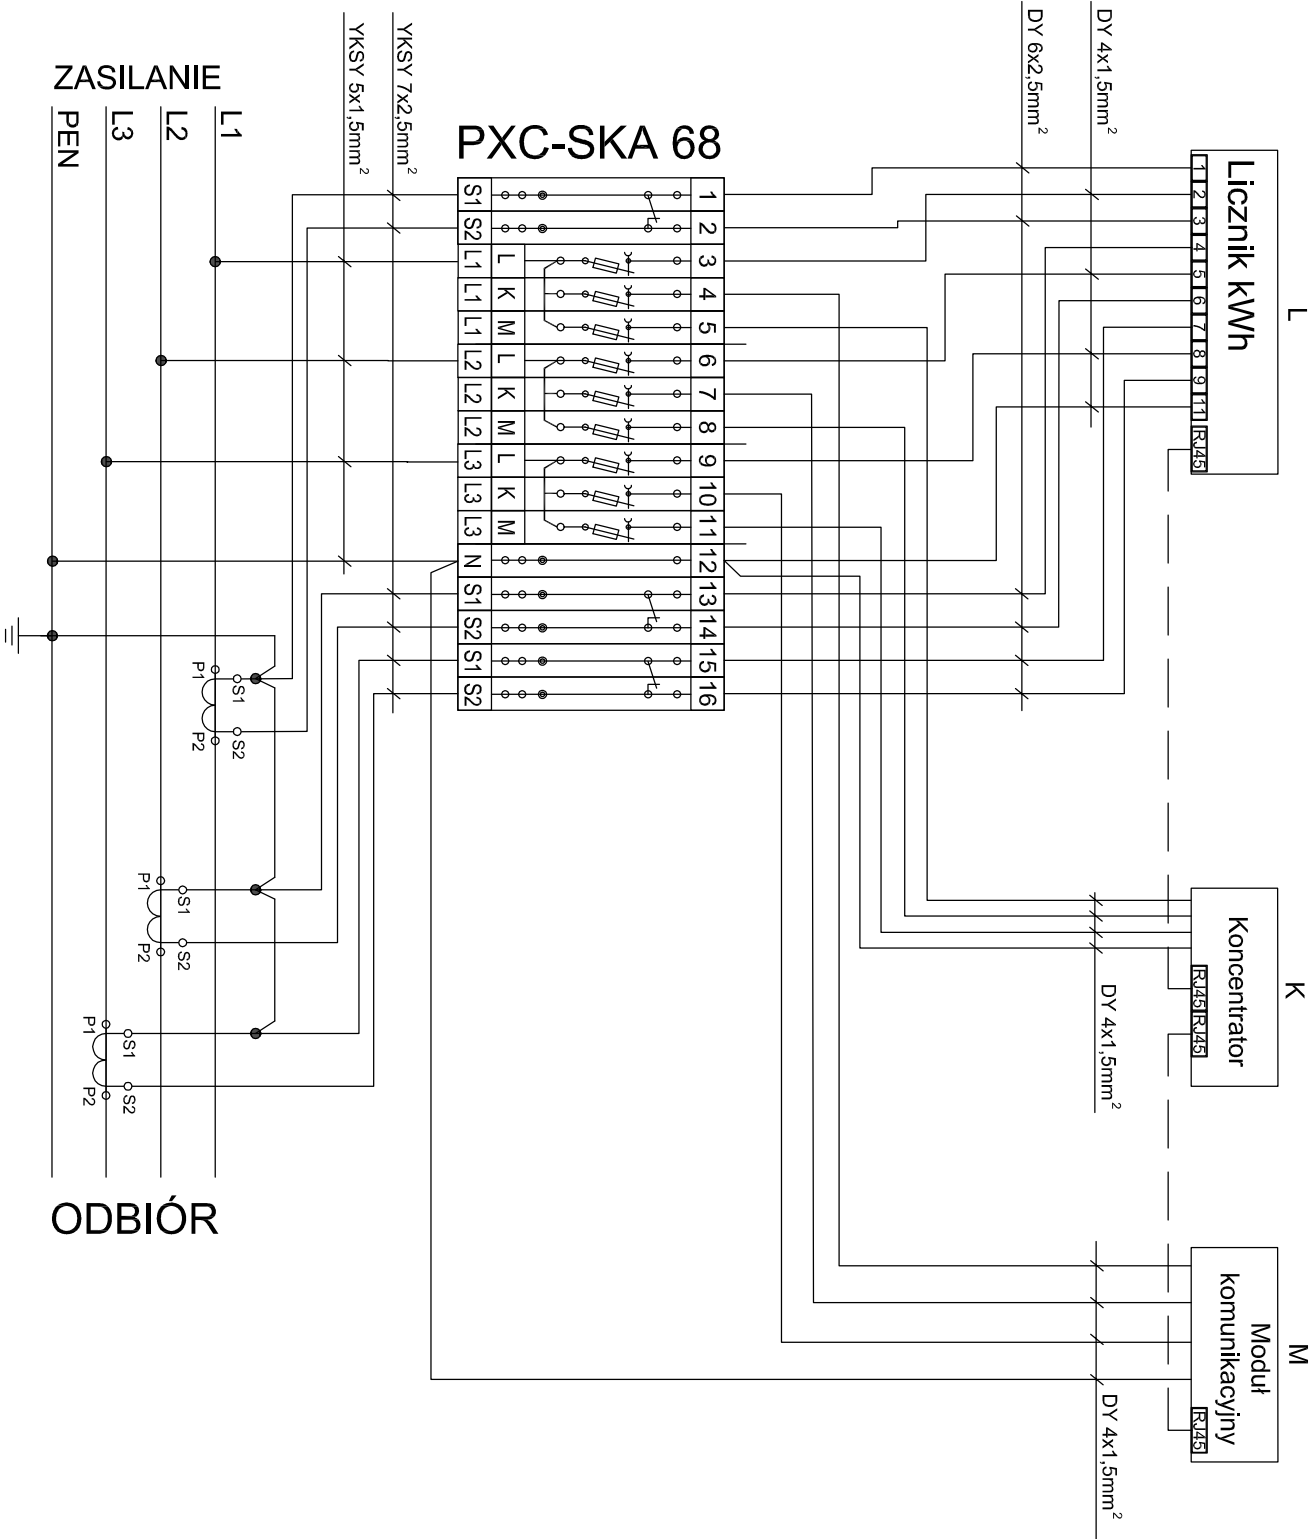 L
Licznik kWh
1
2
3
4
5
6
7
8
9
11
RJ45
K
Koncentrator
RJ45
RJ45
M
Moduł
komunikacyjny
RJ45
DY 4x1,5mm²
DY 6x2,5mm²
DY 4x1,5mm²
DY 4x1,5mm²
PXC-SKA 68
S1 1
S2 2
L1 L 3
L1 K 4
L1 M 5
L2 L 6
L2 K 7
L2 M 8
L3 L 9
L3 K 10
L3 M 11
N 12
S1 13
S2 14
S1 15
S2 16
YKSY 7x2,5mm²
YKSY 5x1,5mm²
ZASILANIE
L1
L2
L3
PEN
P1
S1
P2
S2
P1
S1
P2
S2
P1
S1
P2
S2
ODBIÓR